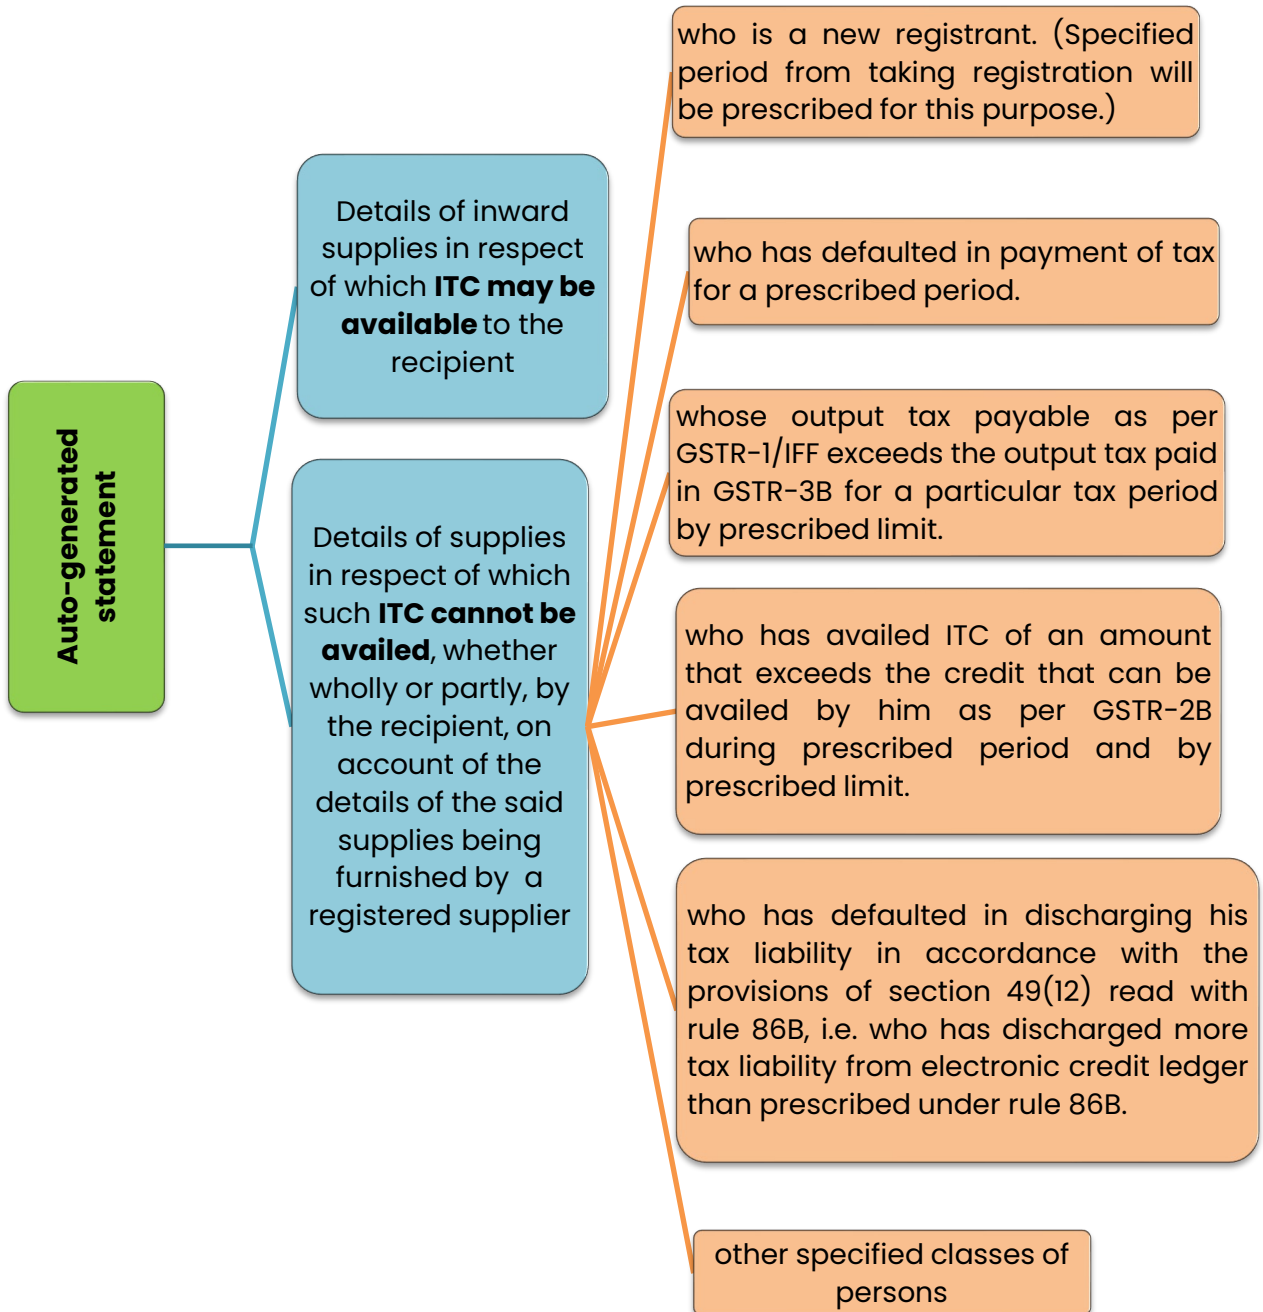 Auto-generated
statement
Details of inward
supplies in respect
of which ITC may be
available to the
recipient
Details of supplies
in respect of which
such ITC cannot be
availed, whether
wholly or partly, by
the recipient, on
account of the
details of the said
supplies being
furnished by a
registered supplier
who is a new registrant. (Specified
period from taking registration will
be prescribed for this purpose.)
who has defaulted in payment of tax
for a prescribed period.
whose output tax payable as per
GSTR-1/IFF exceeds the output tax paid
in GSTR-3B for a particular tax period
by prescribed limit.
who has availed ITC of an amount
that exceeds the credit that can be
availed by him as per GSTR-2B
during prescribed period and by
prescribed limit.
who has defaulted in discharging his
tax liability in accordance with the
provisions of section 49(12) read with
rule 86B, i.e. who has discharged more
tax liability from electronic credit ledger
than prescribed under rule 86B.
other specified classes of
persons